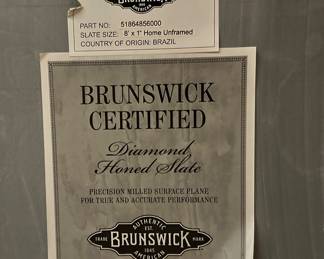 BRUNSWICK
AMERICAN
PART NO: 51864856000
SLATE SIZE: 8' x 1" Home Unframed
COUNTRY OF ORIGIN: BRAZIL
BRUNSWICK
CERTIFIED
Diamond
Honed Slate
PRECISION MILLED SURFACE PLANE
FOR TRUE AND ACCURATE PERFORMANCE
AUTHENTIC
EST.
TRADE BRUNSWICK MARK
1845
AMERICAN